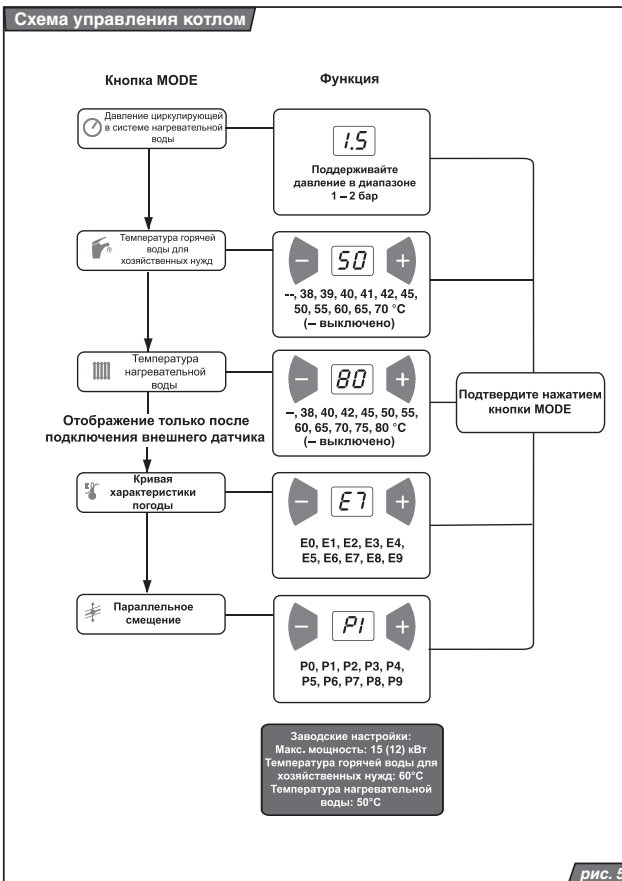 Схема управления котлом
Кнопка MODE
Функция
Давление циркулирующей
в системе нагревательной
воды
1.5
Поддерживайте
давление в диапазоне
1 – 2 бар
Температура горячей
воды для
хозяйственных нужд
– 50 +
--, 38, 39, 40, 41, 42, 45,
50, 55, 60, 65, 70 °C
(– выключено)
Температура
нагревательной
воды
– 80 +
–, 38, 40, 42, 45, 50, 55,
60, 65, 70, 75, 80 °C
(– выключено)
Подтвердите нажатием
кнопки MODE
Отображение только после
подключения внешнего датчика
Кривая
характеристики
погоды
– E7 +
E0, E1, E2, E3, E4,
E5, E6, E7, E8, E9
Параллельное
смещение
– P1 +
P0, P1, P2, P3, P4,
P5, P6, P7, P8, P9
Заводские настройки:
Макс. мощность: 15 (12) кВт
Температура горячей воды для
хозяйственных нужд: 60°C
Температура нагревательной
воды: 50°C
рис. 5